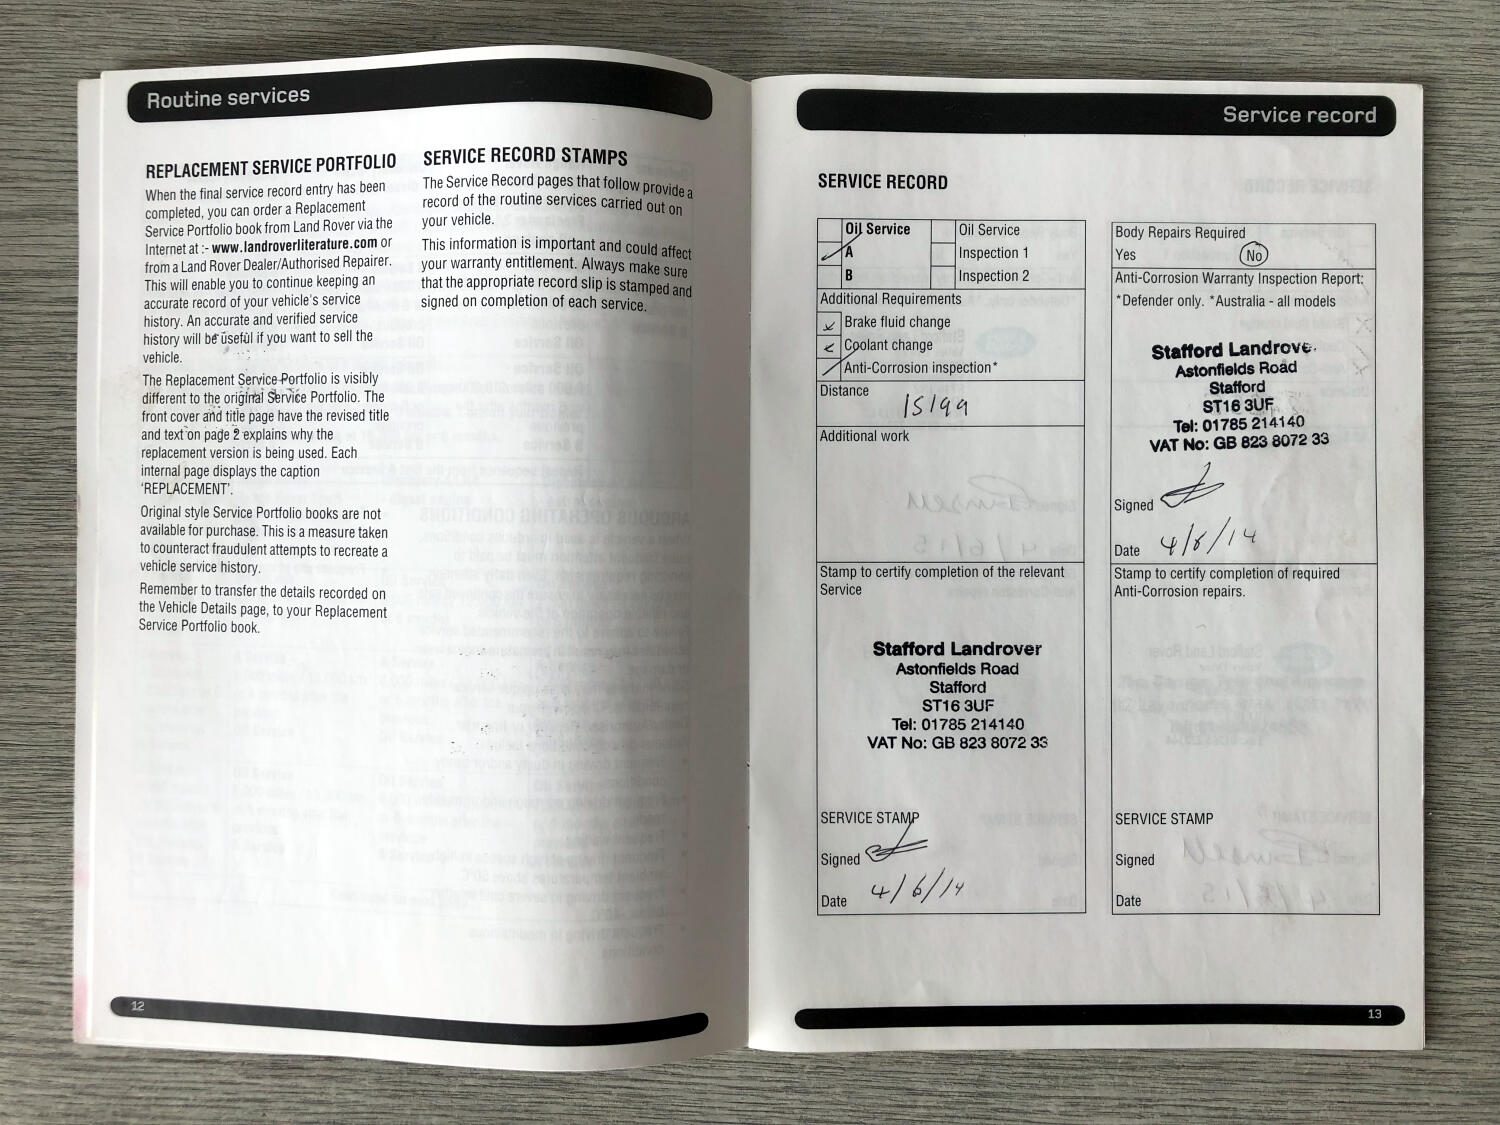 Routine services
REPLACEMENT SERVICE PORTFOLIO
When the final service record entry has been
completed, you can order a Replacement
Service Portfolio book from Land Rover via the
Internet at :- www.landroverliterature.com or
from a Land Rover Dealer/Authorised Repairer.
This will enable you to continue keeping an
accurate record of your vehicle's service
history. An accurate and verified service
history will be useful if you want to sell the
vehicle.
The Replacement Service Portfolio is visibly
different to the original Service Portfolio. The
front cover and title page have the revised title
and text on page 2 explains why the
replacement version is being used. Each
internal page displays the caption
‘REPLACEMENT’.
Original style Service Portfolio books are not
available for purchase. This is a measure taken
to counteract fraudulent attempts to recreate a
vehicle service history.
Remember to transfer the details recorded on
the Vehicle Details page, to your Replacement
Service Portfolio book.
SERVICE RECORD STAMPS
The Service Record pages that follow provide a
record of the routine services carried out on
your vehicle.
This information is important and could affect
your warranty entitlement. Always make sure
that the appropriate record slip is stamped and
signed on completion of each service.
12
Service record
SERVICE RECORD
Oil Service
A
B
Oil Service
Inspection 1
Inspection 2
Additional Requirements
Brake fluid change
Coolant change
Anti-Corrosion inspection*
Distance
15199
Additional work
Stamp to certify completion of the relevant
Service
Stafford Landrover
Astonfields Road
Stafford
ST16 3UF
Tel: 01785 214140
VAT No: GB 823 8072 33
SERVICE STAMP
Signed
Date 4/6/14
Body Repairs Required
Yes No
Anti-Corrosion Warranty Inspection Report:
*Defender only. *Australia - all models
Stafford Landrove
Astonfields Road
Stafford
ST16 3UF
Tel: 01785 214140
VAT No: GB 823 8072 33
Signed
Date 4/6/14
Stamp to certify completion of required
Anti-Corrosion repairs.
SERVICE STAMP
Signed
Date
13